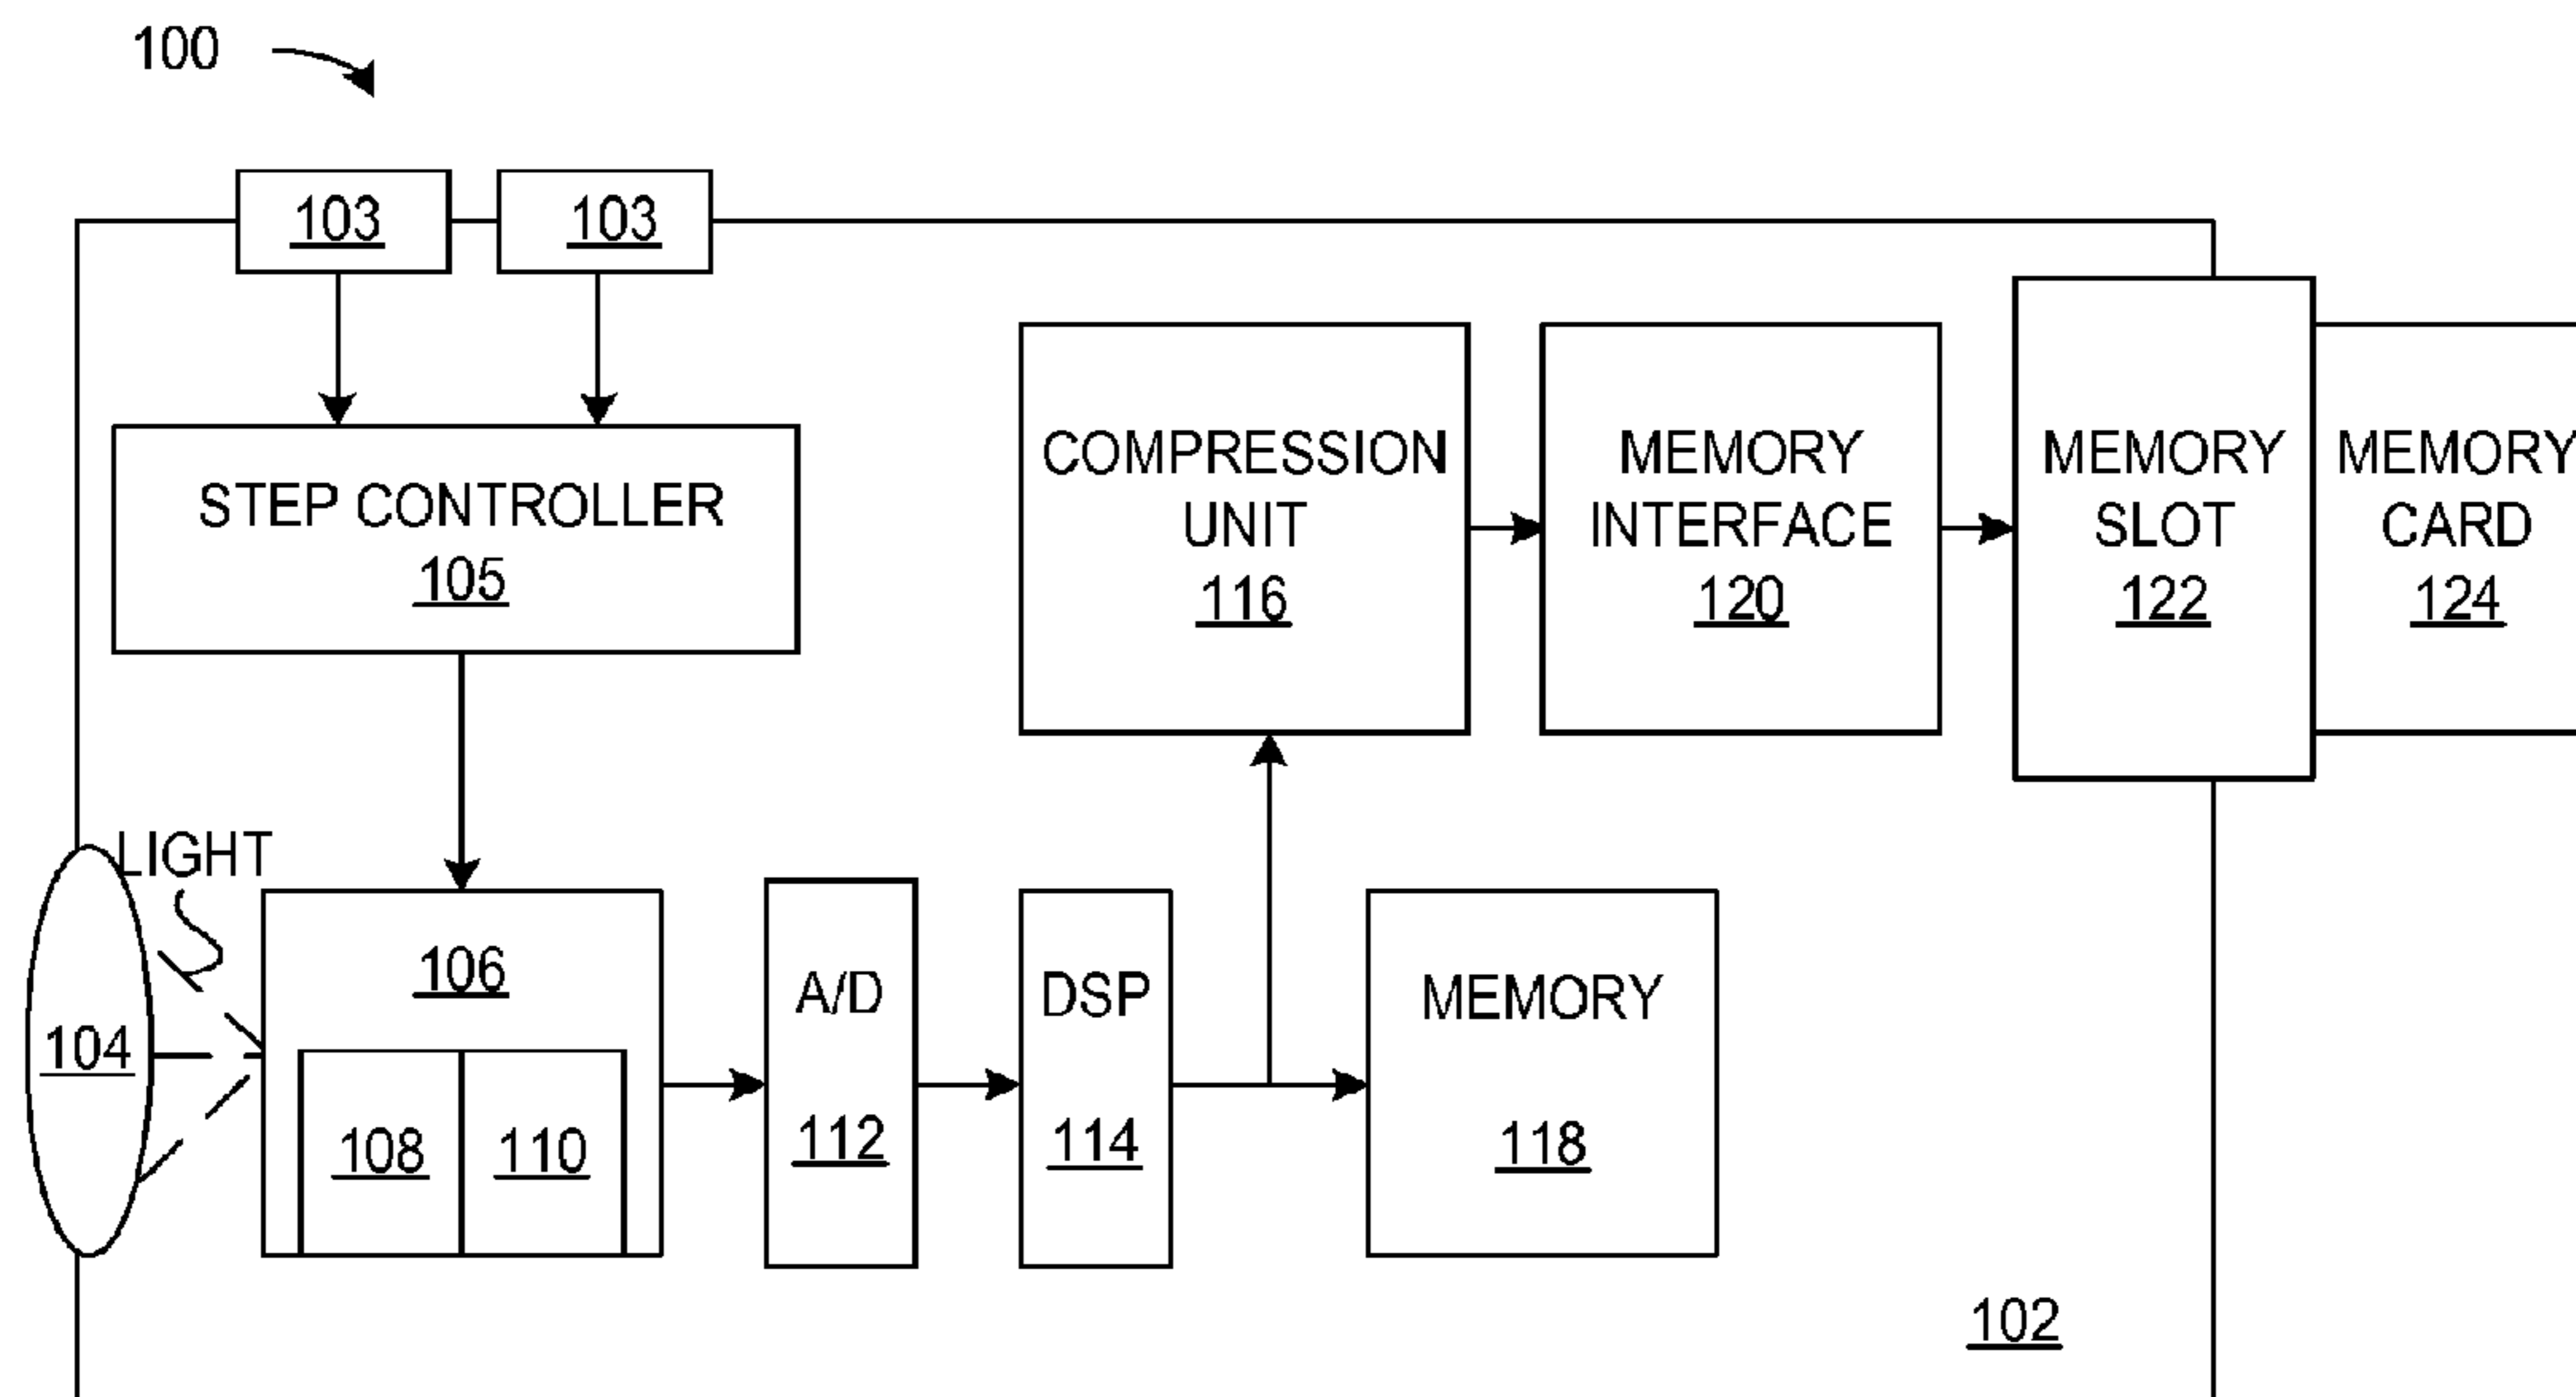 100
103
103
STEP CONTROLLER
105
COMPRESSION
UNIT
116
MEMORY
INTERFACE
120
MEMORY
SLOT
122
MEMORY
CARD
124
LIGHT
104
106
108
110
A/D
112
DSP
114
MEMORY
118
102